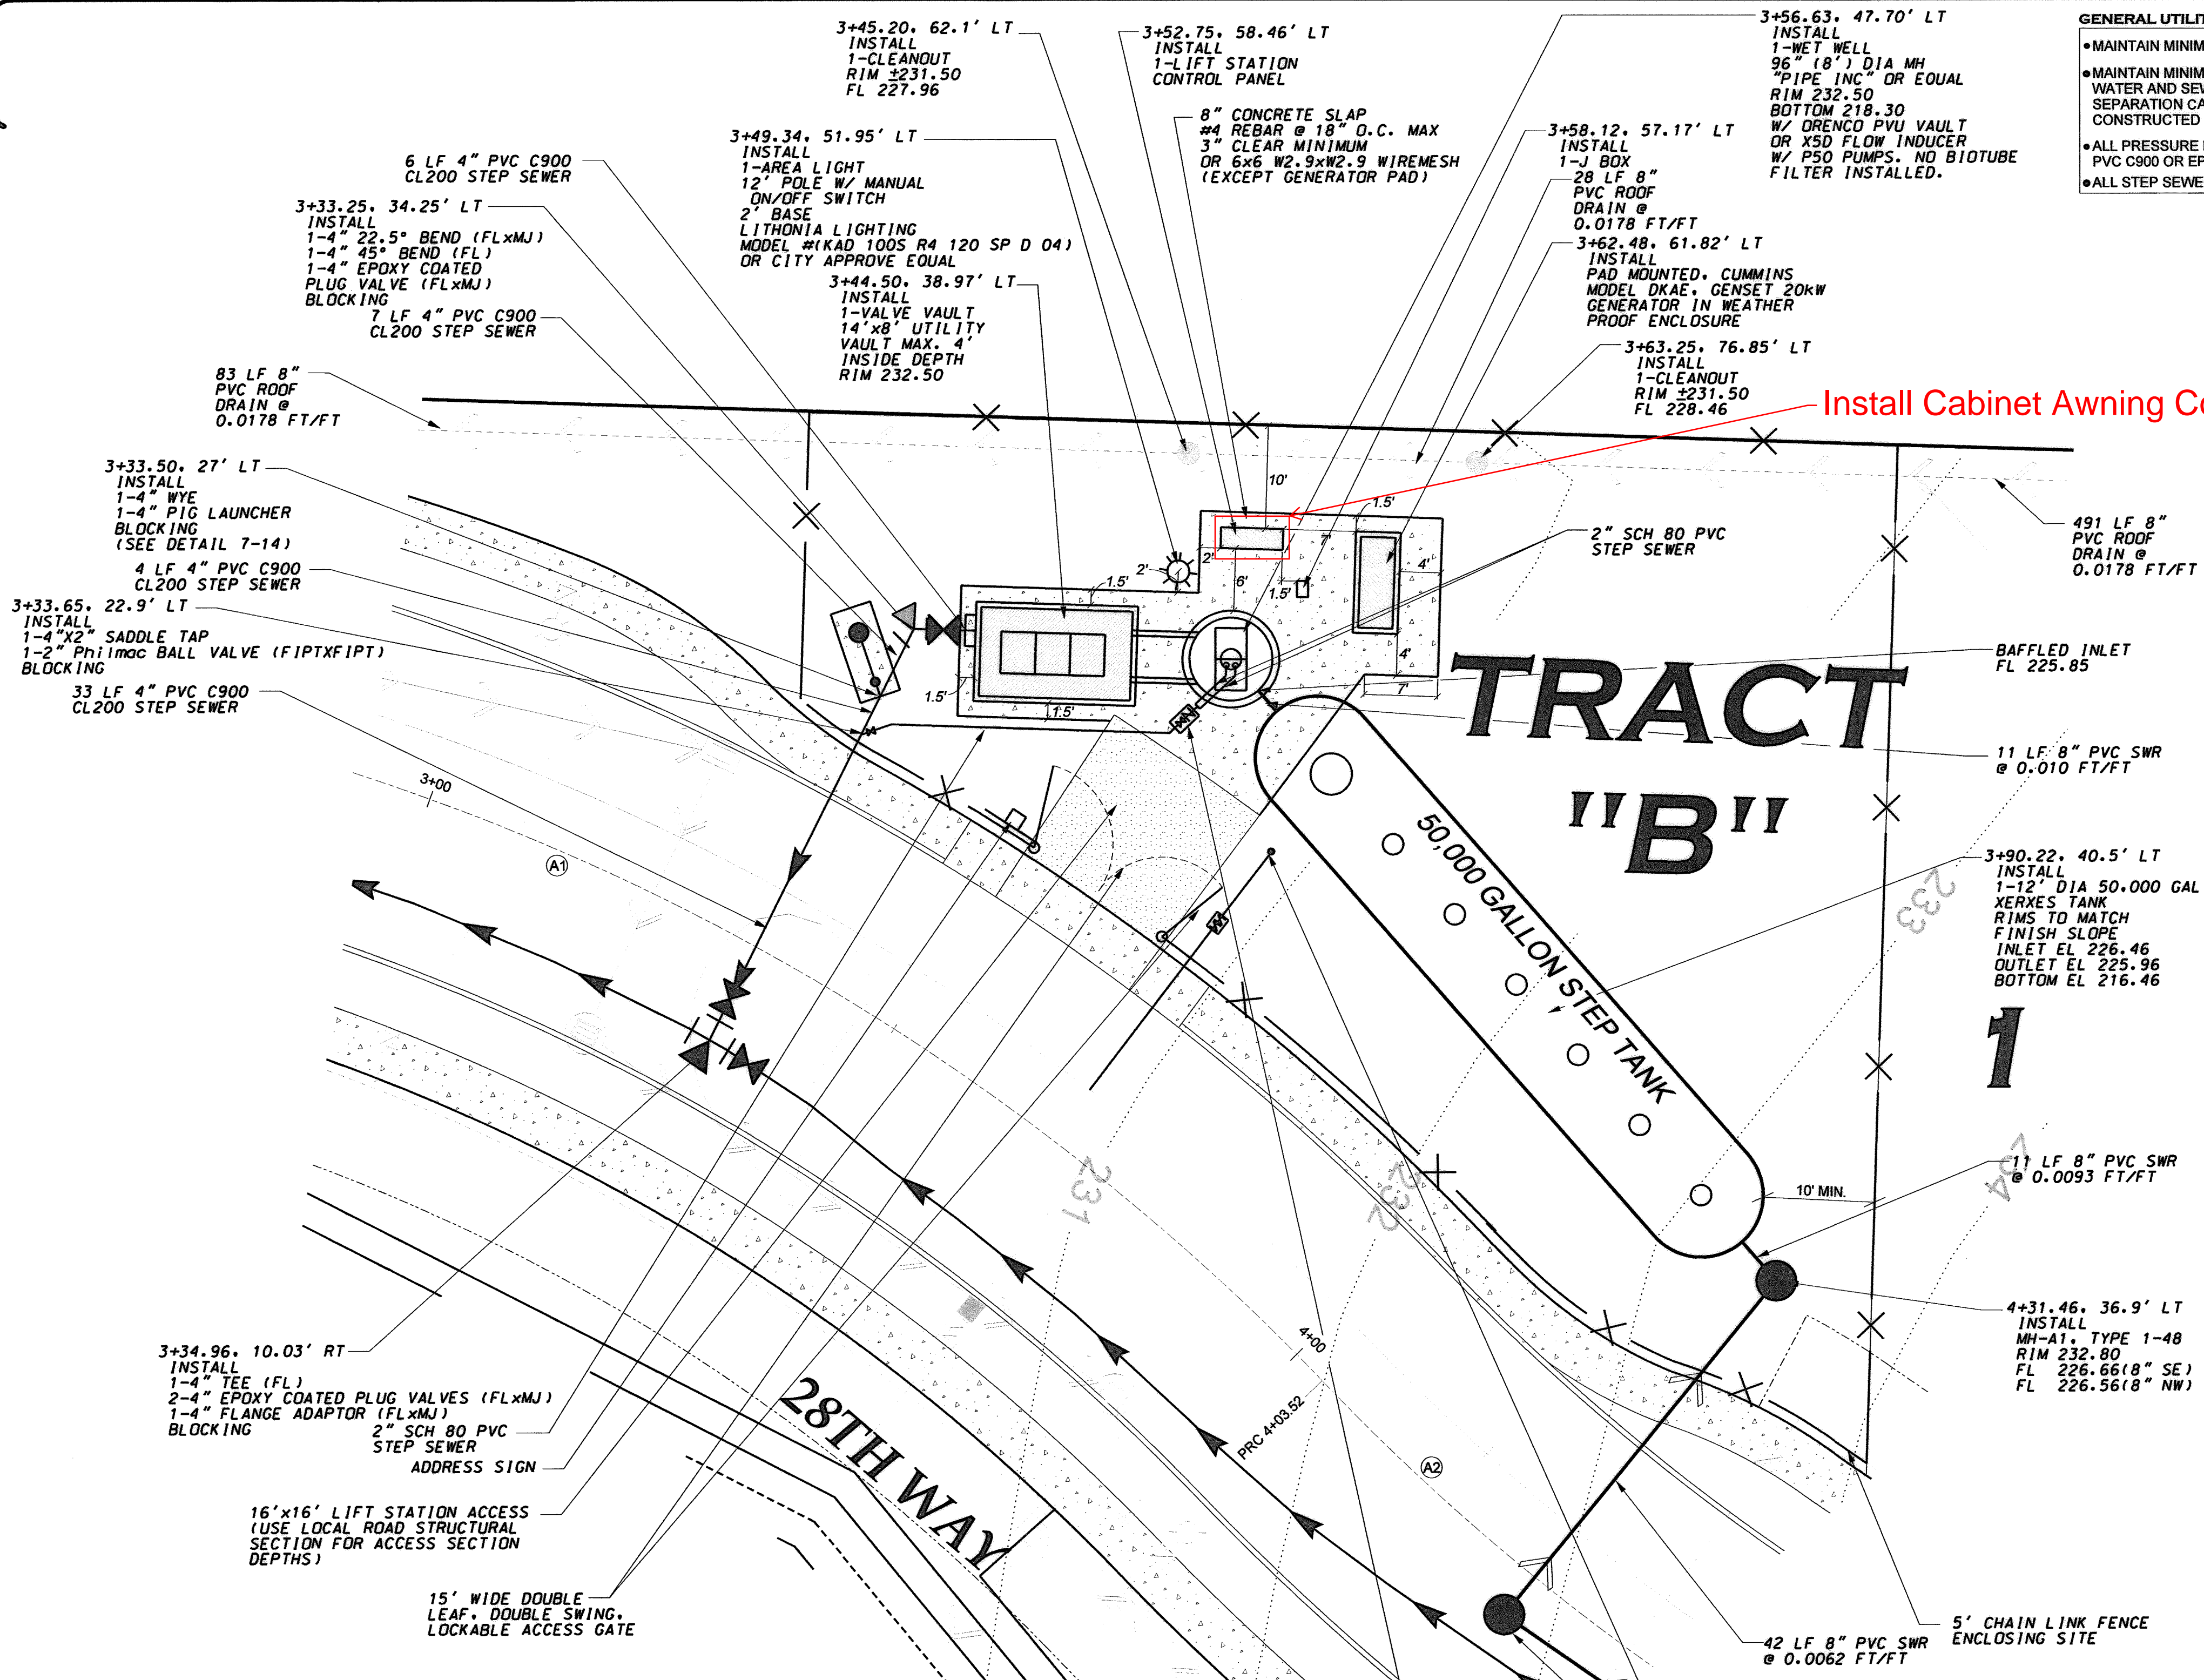 3+45.20, 62.1' LT
INSTALL
1-CLEANOUT
RIM ±231.50
FL 227.96
3+52.75, 58.46' LT
INSTALL
1-LIFT STATION
CONTROL PANEL
3+56.63, 47.70' LT
INSTALL
1-WET WELL
96" (8') DIA MH
"PIPE INC" OR EQUAL
RIM 232.50
BOTTOM 218.30
W/ ORENCO PVU VAULT
OR X5D FLOW INDUCER
W/ P50 PUMPS. NO BIOTUBE
FILTER INSTALLED.
GENERAL
•MAINTAIN
•MAINTAIN
WATER AND
SEPARATION
CONSTRUCTED
•ALL PRESSURE
PVC C900 OR
•ALL STEP
8" CONCRETE SLAP
#4 REBAR @ 18" O.C. MAX
3" CLEAR MINIMUM
OR 6x6 W2.9xW2.9 WIREMESH
(EXCEPT GENERATOR PAD)
3+49.34, 51.95' LT
INSTALL
1-AREA LIGHT
12' POLE W/ MANUAL
ON/OFF SWITCH
2' BASE
LITHONIA LIGHTING
MODEL #(KAD 100S R4 120 SP D 04)
OR CITY APPROVE EQUAL
3+58.12, 57.17' LT
INSTALL
1-J BOX
28 LF 8"
PVC ROOF
DRAIN @
0.0178 FT/FT
6 LF 4" PVC C900
CL200 STEP SEWER
3+33.25, 34.25' LT
INSTALL
1-4" 22.5° BEND (FLxMJ)
1-4" 45° BEND (FL)
1-4" EPOXY COATED
PLUG VALVE (FLxMJ)
BLOCKING
7 LF 4" PVC C900
CL200 STEP SEWER
3+44.50, 38.97' LT
INSTALL
1-VALVE VAULT
14'x8' UTILITY
VAULT MAX. 4'
INSIDE DEPTH
RIM 232.50
3+62.48, 61.82' LT
INSTALL
PAD MOUNTED, CUMMINS
MODEL DKAE, GENSET 20kW
GENERATOR IN WEATHER
PROOF ENCLOSURE
3+63.25, 76.85' LT
INSTALL
1-CLEANOUT
RIM ±231.50
FL 228.46
Install Cabinet Awning
83 LF 8"
PVC ROOF
DRAIN @
0.0178 FT/FT
3+33.50, 27' LT
INSTALL
1-4" WYE
1-4" PIG LAUNCHER
BLOCKING
(SEE DETAIL 7-14)
4 LF 4" PVC C900
CL200 STEP SEWER
3+33.65, 22.9' LT
INSTALL
1-4"X2" SADDLE TAP
1-2" Philmac BALL VALVE (FIPTXFIPT)
BLOCKING
33 LF 4" PVC C900
CL200 STEP SEWER
10'
1.5'
2'
7'
4'
2'
6'
1.5'
1.5'
4'
7'
1.5'
1.5'
2" SCH 80 PVC
STEP SEWER
491 LF 8"
PVC ROOF
DRAIN @
0.0178 FT/FT
BAFFLED INLET
FL 225.85
TRACT
"B"
11 LF 8" PVC SWR
@ 0.010 FT/FT
3+00
A1
50,000 GALLON STEP TANK
3+90.22, 40.5' LT
INSTALL
1-12' DIA 50,000 GAL
XERXES TANK
RIMS TO MATCH
FINISH SLOPE
INLET EL 226.46
OUTLET EL 225.96
BOTTOM EL 216.46
233
1
231
232
234
11 LF 8" PVC SWR
@ 0.0093 FT/FT
10' MIN.
4+31.46, 36.9' LT
INSTALL
MH-A1, TYPE 1-48
RIM 232.80
FL 226.66(8" SE)
FL 226.56(8" NW)
4+00
PRC 4+03.52
A2
28TH WAY
3+34.96, 10.03' RT
INSTALL
1-4" TEE (FL)
2-4" EPOXY COATED PLUG VALVES (FLxMJ)
1-4" FLANGE ADAPTOR (FLxMJ)
BLOCKING
2" SCH 80 PVC
STEP SEWER
ADDRESS SIGN
16'x16' LIFT STATION ACCESS
(USE LOCAL ROAD STRUCTURAL
SECTION FOR ACCESS SECTION
DEPTHS)
15' WIDE DOUBLE
LEAF, DOUBLE SWING,
LOCKABLE ACCESS GATE
42 LF 8" PVC SWR
@ 0.0062 FT/FT
5' CHAIN LINK FENCE
ENCLOSING SITE